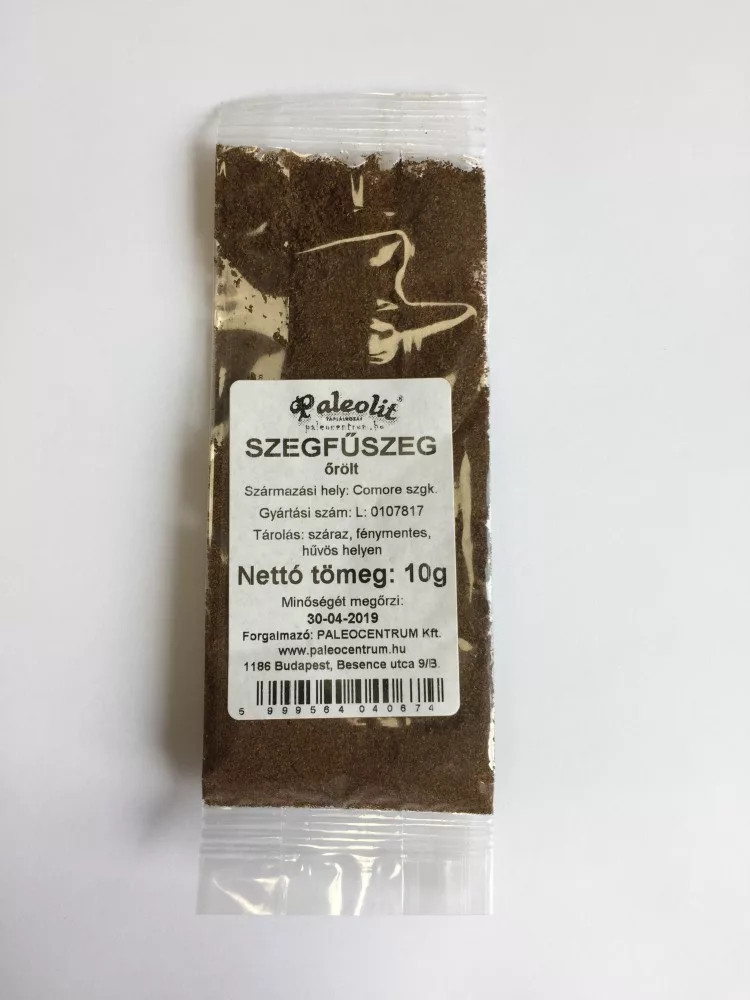 Paleolit®
TÁPLÁLKOZÁS
paleocentrum.hu
SZEGFŰSZEG
őrölt
Származási hely: Comore szgk.
Gyártási szám: L: 0107817
Tárolás: száraz, fénymentes,
hűvös helyen
Nettó tömeg: 10g
Minőségét megőrzi:
30-04-2019
Forgalmazó: PALEOCENTRUM Kft.
www.paleocentrum.hu
1186 Budapest, Besence utca 9/B.
5 999564 040674